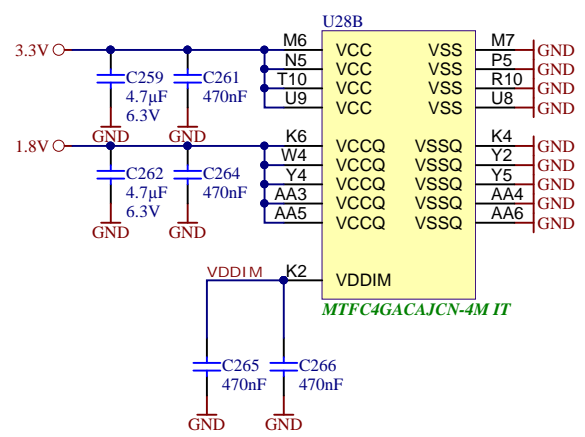 U28B
3.3V M6 VCC VSS M7 GND
N5 VCC VSS P5 GND
C259 C261 T10 VCC VSS R10 GND
4.7µF 470nF U9 VCC VSS U8 GND
6.3V
GND GND
1.8V K6 VCCQ VSSQ K4 GND
W4 VCCQ VSSQ Y2 GND
C262 C264 Y4 VCCQ VSSQ Y5 GND
4.7µF 470nF AA3 VCCQ VSSQ AA4 GND
6.3V AA5 VCCQ VSSQ AA6 GND
GND GND
VDDIM K2 VDDIM
MTFC4GACAJCN-4M IT
C265 C266
470nF 470nF
GND GND